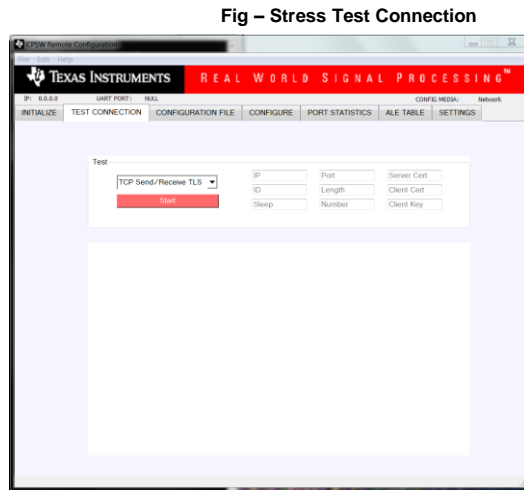 Fig – Stress Test Connection
CPSW Remote Configuration
File Edit Help
TEXAS INSTRUMENTS REAL WORLD SIGNAL PROCESSING™
IP: 0.0.0.0 UART PORT: NULL CONFIG MEDIA: Network
INITIALIZE TEST CONNECTION CONFIGURATION FILE CONFIGURE PORT STATISTICS ALE TABLE SETTINGS
Test
TCP Send/Receive TLS IP Port Server Cert
Start ID Length Client Cert
Sleep Number Client Key